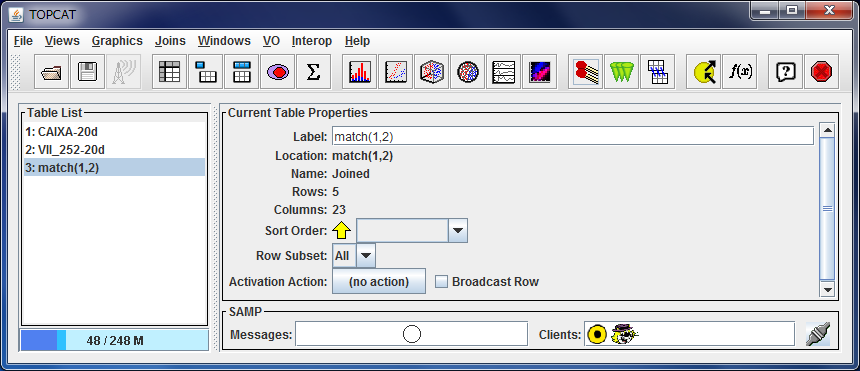 TOPCAT
File Views Graphics Joins Windows VO Interop Help
Σ f(x) ?
Table List
1: CAIXA-20d
2: VII_252-20d
3: match(1,2)
48 / 248 M
Current Table Properties
Label: match(1,2)
Location: match(1,2)
Name: Joined
Rows: 5
Columns: 23
Sort Order:
Row Subset: All
Activation Action: (no action) Broadcast Row
SAMP
Messages: Clients: